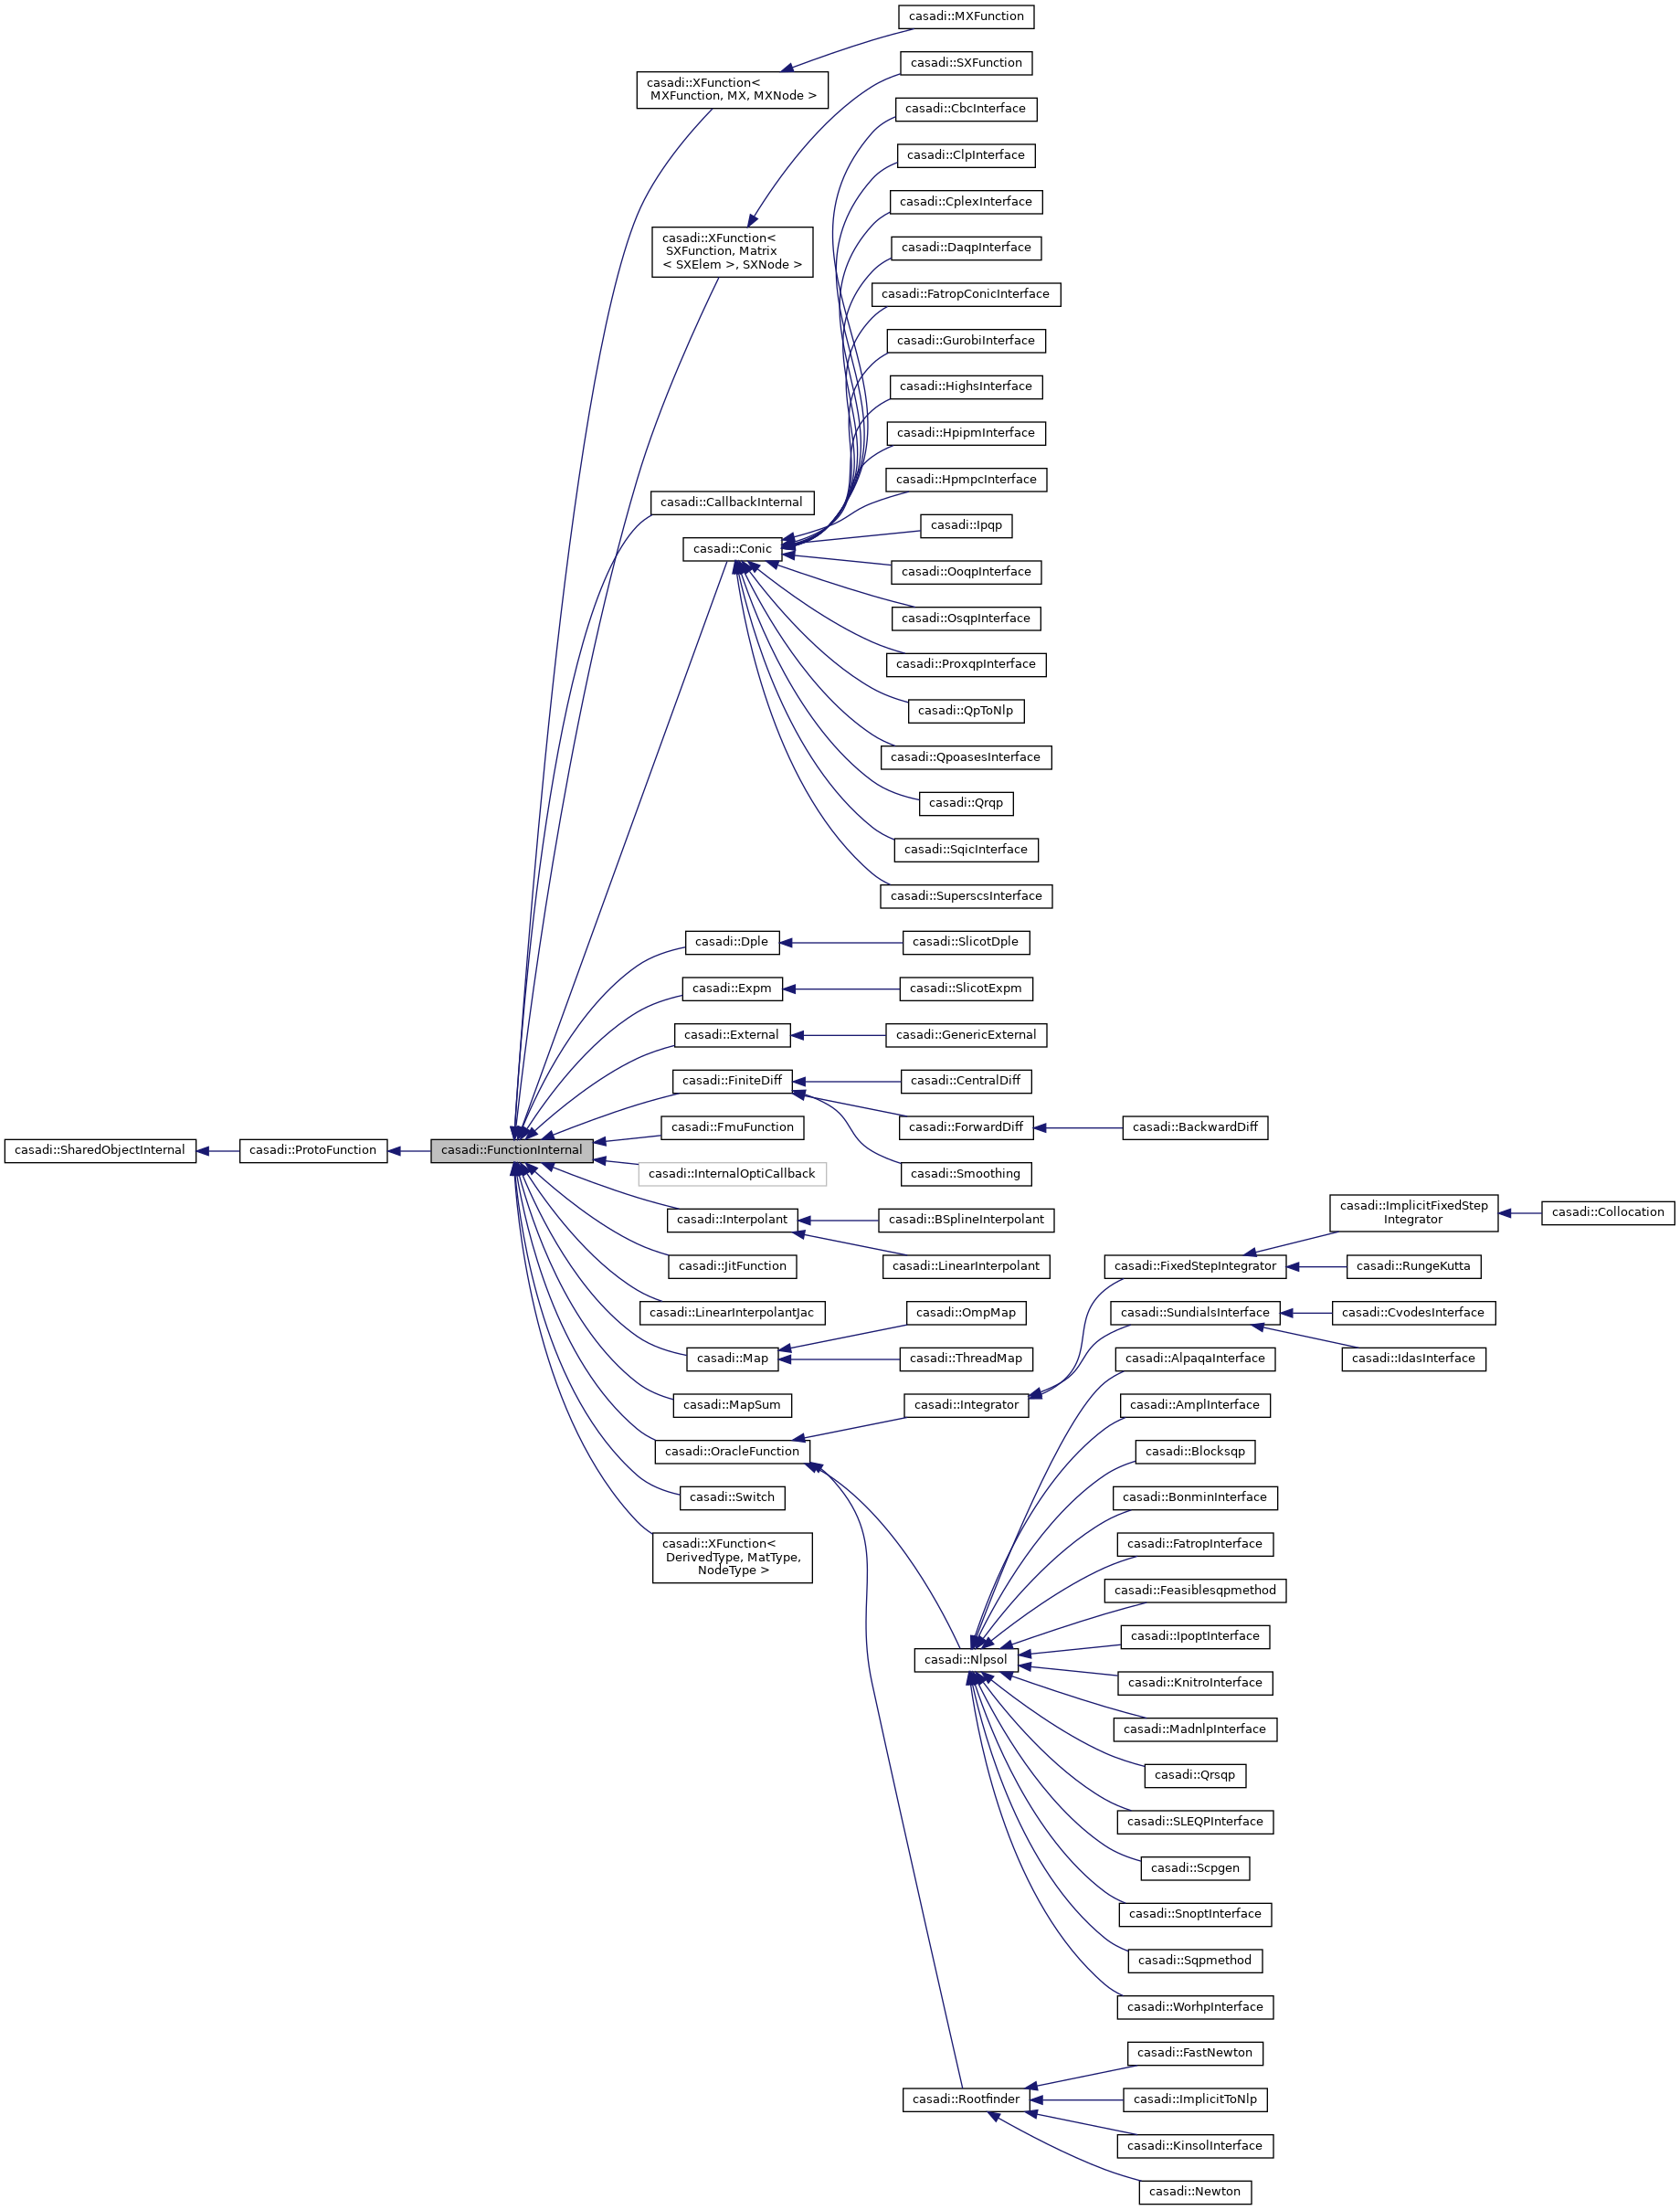 casadi::MXFunction
casadi::SXFunction
casadi::XFunction<
MXFunction, MX, MXNode >
casadi::CbcInterface
casadi::ClpInterface
casadi::CplexInterface
casadi::XFunction<
SXFunction, Matrix
< SXElem >, SXNode >
casadi::DaqpInterface
casadi::FatropConicInterface
casadi::GurobiInterface
casadi::HighsInterface
casadi::HpipmInterface
casadi::HpmpcInterface
casadi::CallbackInternal
casadi::Ipqp
casadi::Conic
casadi::OoqpInterface
casadi::OsqpInterface
casadi::ProxqpInterface
casadi::QpToNlp
casadi::QpoasesInterface
casadi::Qrqp
casadi::SqicInterface
casadi::SuperscsInterface
casadi::Dple
casadi::SlicotDple
casadi::Expm
casadi::SlicotExpm
casadi::External
casadi::GenericExternal
casadi::FiniteDiff
casadi::CentralDiff
casadi::FmuFunction
casadi::ForwardDiff
casadi::BackwardDiff
casadi::SharedObjectInternal
casadi::ProtoFunction
casadi::FunctionInternal
casadi::InternalOptiCallback
casadi::Smoothing
casadi::Interpolant
casadi::BSplineInterpolant
casadi::ImplicitFixedStep
Integrator
casadi::Collocation
casadi::JitFunction
casadi::LinearInterpolant
casadi::FixedStepIntegrator
casadi::RungeKutta
casadi::LinearInterpolantJac
casadi::OmpMap
casadi::SundialsInterface
casadi::CvodesInterface
casadi::Map
casadi::ThreadMap
casadi::AlpaqaInterface
casadi::IdasInterface
casadi::MapSum
casadi::Integrator
casadi::AmplInterface
casadi::OracleFunction
casadi::Blocksqp
casadi::Switch
casadi::BonminInterface
casadi::XFunction<
DerivedType, MatType,
NodeType >
casadi::FatropInterface
casadi::Feasiblesqpmethod
casadi::IpoptInterface
casadi::Nlpsol
casadi::KnitroInterface
casadi::MadnlpInterface
casadi::Qrsqp
casadi::SLEQPInterface
casadi::Scpgen
casadi::SnoptInterface
casadi::Sqpmethod
casadi::WorhpInterface
casadi::FastNewton
casadi::Rootfinder
casadi::ImplicitToNlp
casadi::KinsolInterface
casadi::Newton